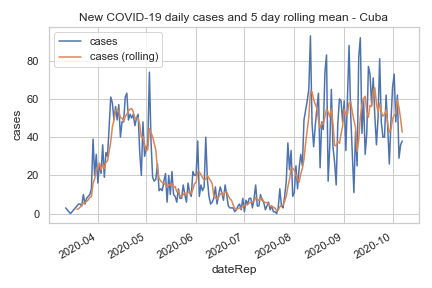 New COVID-19 daily cases and 5 day rolling mean - Cuba
cases
cases (rolling)
80
60
40
20
0
cases
2020-04
2020-05
2020-06
2020-07
2020-08
2020-09
2020-10
dateRep